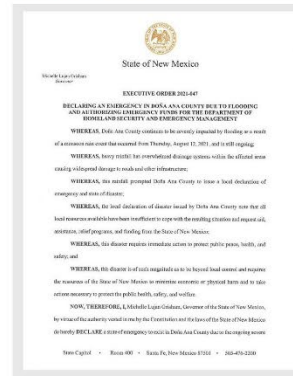 State of New Mexico
Michelle Lujan Grisham
Governor
EXECUTIVE ORDER 2021-047
DECLARING AN EMERGENCY IN DOÑA ANA COUNTY DUE TO FLOODING
AND AUTHORIZING EMERGENCY FUNDS FOR THE DEPARTMENT OF
HOMELAND SECURITY AND EMERGENCY MANAGEMENT
WHEREAS, Doña Ana County continues to be severely impacted by flooding as a result
of a monsoon rain event that occurred from Thursday, August 12, 2021, and is still ongoing;
WHEREAS, heavy rainfall has overwhelmed drainage systems within the affected areas
causing widespread damage to roads and other infrastructure;
WHEREAS, this rainfall prompted Doña Ana County to issue a local declaration of
emergency and state of disaster;
WHEREAS, the local declaration of disaster issued by Doña Ana County note that all
local resources available have been insufficient to cope with the resulting situation and request aid,
assistance, relief programs, and funding from the State of New Mexico;
WHEREAS, this disaster requires immediate action to protect public peace, health, and
safety; and
WHEREAS, this disaster is of such magnitude as to be beyond local control and requires
the resources of the State of New Mexico to minimize economic or physical harm and to take
actions necessary to protect the public health, safety, and welfare.
NOW, THEREFORE, I, Michelle Lujan Grisham, Governor of the State of New Mexico,
by virtue of the authority vested in me by the Constitution and the laws of the State of New Mexico
do hereby DECLARE a state of emergency to exist in Doña Ana County due to the ongoing severe
State Capitol • Room 400 • Santa Fe, New Mexico 87501 • 505-476-2200